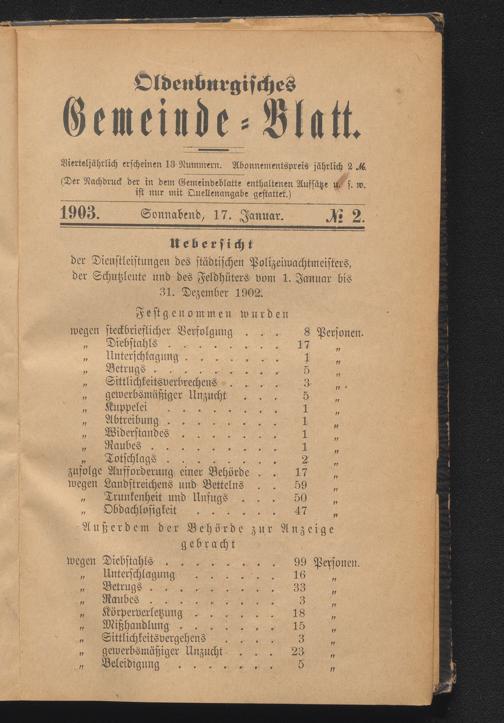 Oldenburgisches
Gemeinde-Blatt.
Vierteljährlich erscheinen 13 Nummern. Abonnementspreis jährlich 2 ℳ.
(Der Nachdruck der in dem Gemeindeblatte enthaltenen Aufsätze u. s. w.
ist nur mit Quellenangabe gestattet.)
1903. Sonnabend, 17. Januar. № 2.
Uebersicht
der Dienstleistungen des städtischen Polizeiwachtmeisters,
der Schutzleute und des Feldhüters vom 1. Januar bis
31. Dezember 1902.
Festgenommen wurden
wegen steckbrieflicher Verfolgung . . . 8 Personen.
„ Diebstahls . . . . . . . . 17 „
„ Unterschlagung . . . . . . . 1 „
„ Betrugs . . . . . . . . . 5 „
„ Sittlichkeitsverbrechens . . . . 3 „
„ gewerbsmäßiger Unzucht . . . 5 „
„ Kuppelei . . . . . . . . 1 „
„ Abtreibung . . . . . . . . 1 „
„ Widerstandes . . . . . . . 1 „
„ Raubes . . . . . . . . . 1 „
„ Totschlags . . . . . . . . 2 „
zufolge Aufforderung einer Behörde . . 17 „
wegen Landstreichens und Bettelns . . 59 „
„ Trunkenheit und Unfugs . . . 50 „
„ Obdachlosigkeit . . . . . . 47 „
Außerdem der Behörde zur Anzeige
gebracht
wegen Diebstahls . . . . . . . . 99 Personen.
„ Unterschlagung . . . . . . 16 „
„ Betrugs . . . . . . . . . 33 „
„ Raubes . . . . . . . . . 3 „
„ Körperverletzung . . . . . . 18 „
„ Mißhandlung . . . . . . . 15 „
„ Sittlichkeitsvergehens . . . . 3 „
„ gewerbsmäßiger Unzucht . . . 23 „
„ Beleidigung . . . . . . . 5 „